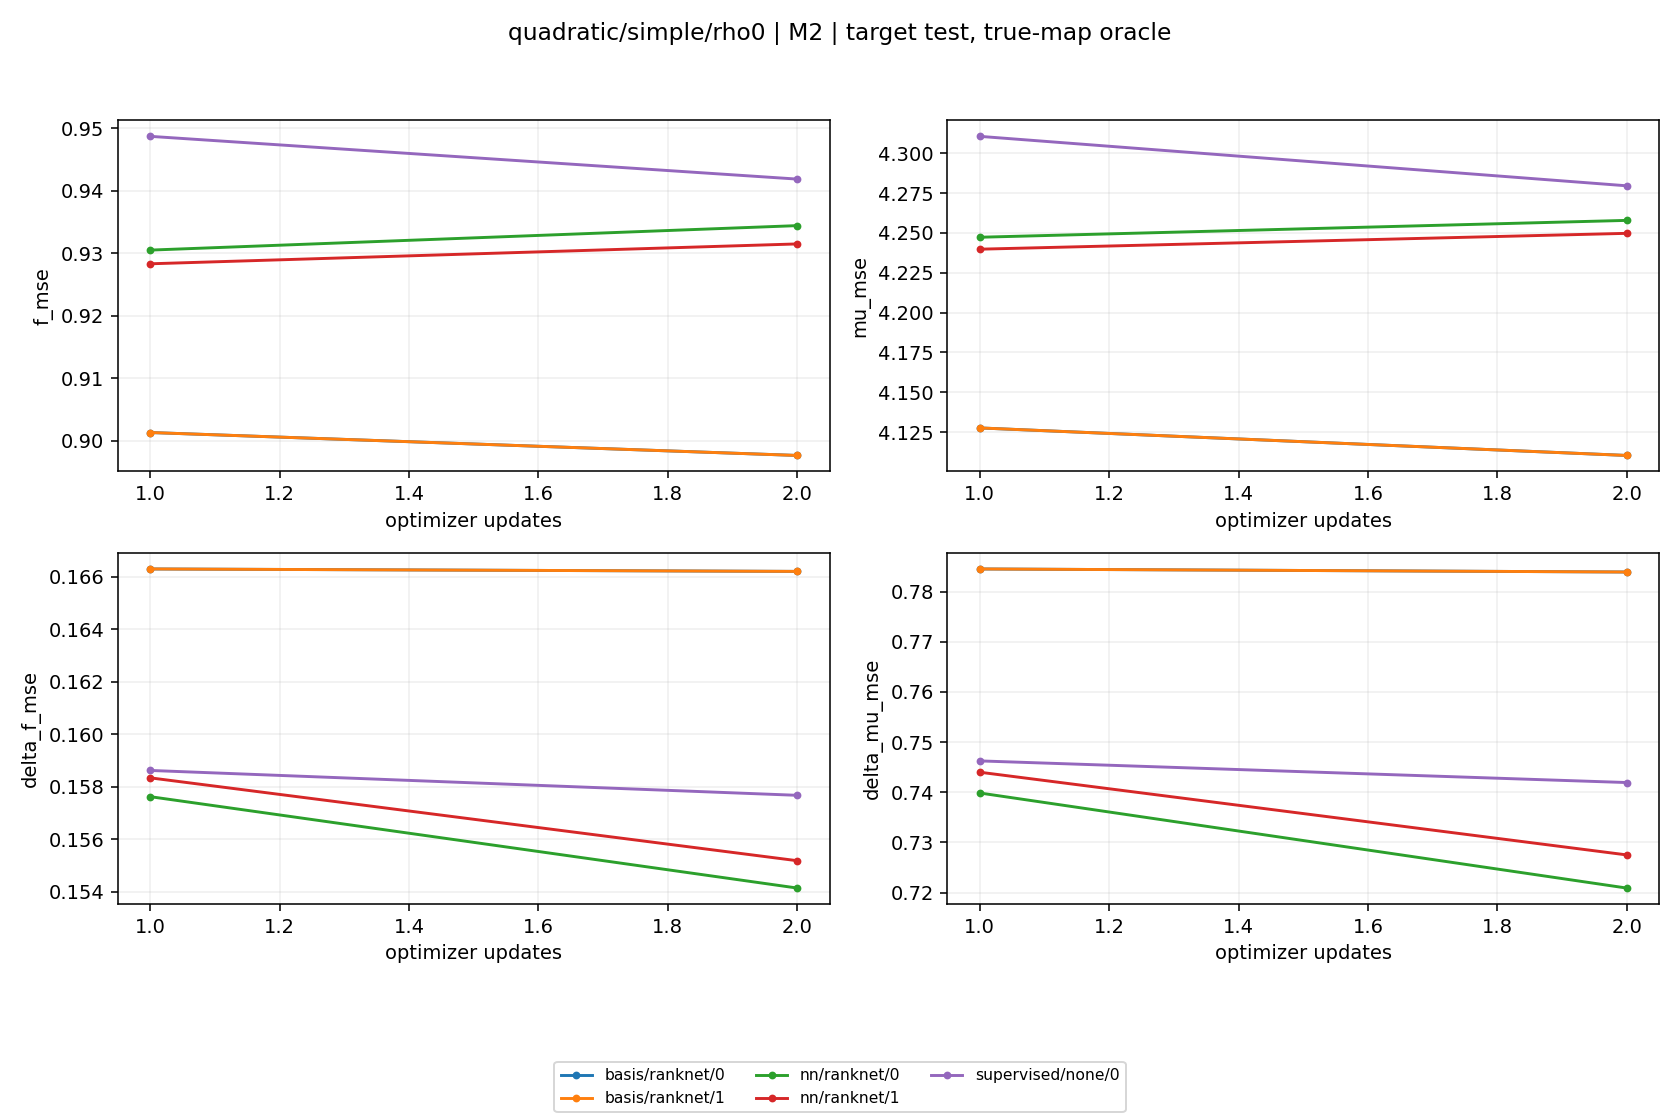 quadratic/simple/rho0 | M2 | target test, true-map oracle
f_mse
0.95
0.94
0.93
0.92
0.91
0.90
1.0 1.2 1.4 1.6 1.8 2.0
optimizer updates
mu_mse
4.300
4.275
4.250
4.225
4.200
4.175
4.150
4.125
1.0 1.2 1.4 1.6 1.8 2.0
optimizer updates
delta_f_mse
0.166
0.164
0.162
0.160
0.158
0.156
0.154
1.0 1.2 1.4 1.6 1.8 2.0
optimizer updates
delta_mu_mse
0.78
0.77
0.76
0.75
0.74
0.73
0.72
1.0 1.2 1.4 1.6 1.8 2.0
optimizer updates
basis/ranknet/0
basis/ranknet/1
nn/ranknet/0
nn/ranknet/1
supervised/none/0